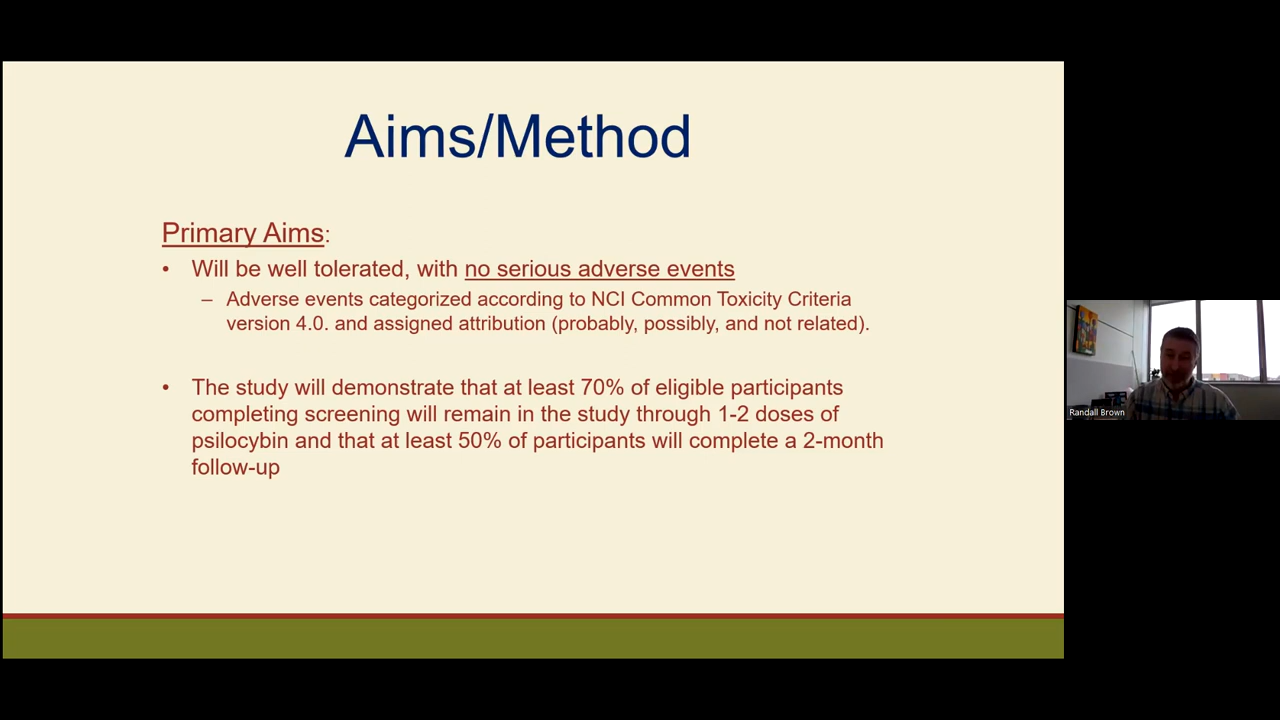 Aims/Method
Primary Aims:
• Will be well tolerated, with no serious adverse events
– Adverse events categorized according to NCI Common Toxicity Criteria
version 4.0. and assigned attribution (probably, possibly, and not related).
• The study will demonstrate that at least 70% of eligible participants
completing screening will remain in the study through 1-2 doses of
psilocybin and that at least 50% of participants will complete a 2-month
follow-up
Randall Brown